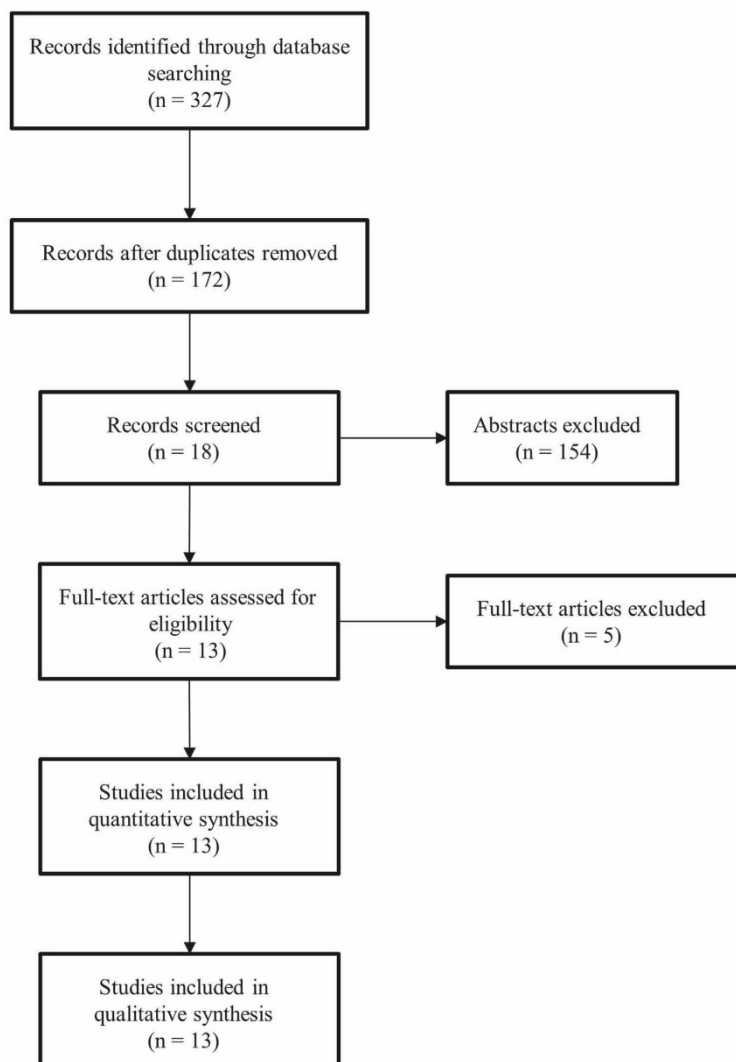 Records identified through database
searching
(n = 327)
Records after duplicates removed
(n = 172)
Records screened
(n = 18)
Abstracts excluded
(n = 154)
Full-text articles assessed for
eligibility
(n = 13)
Full-text articles excluded
(n = 5)
Studies included in
quantitative synthesis
(n = 13)
Studies included in
qualitative synthesis
(n = 13)